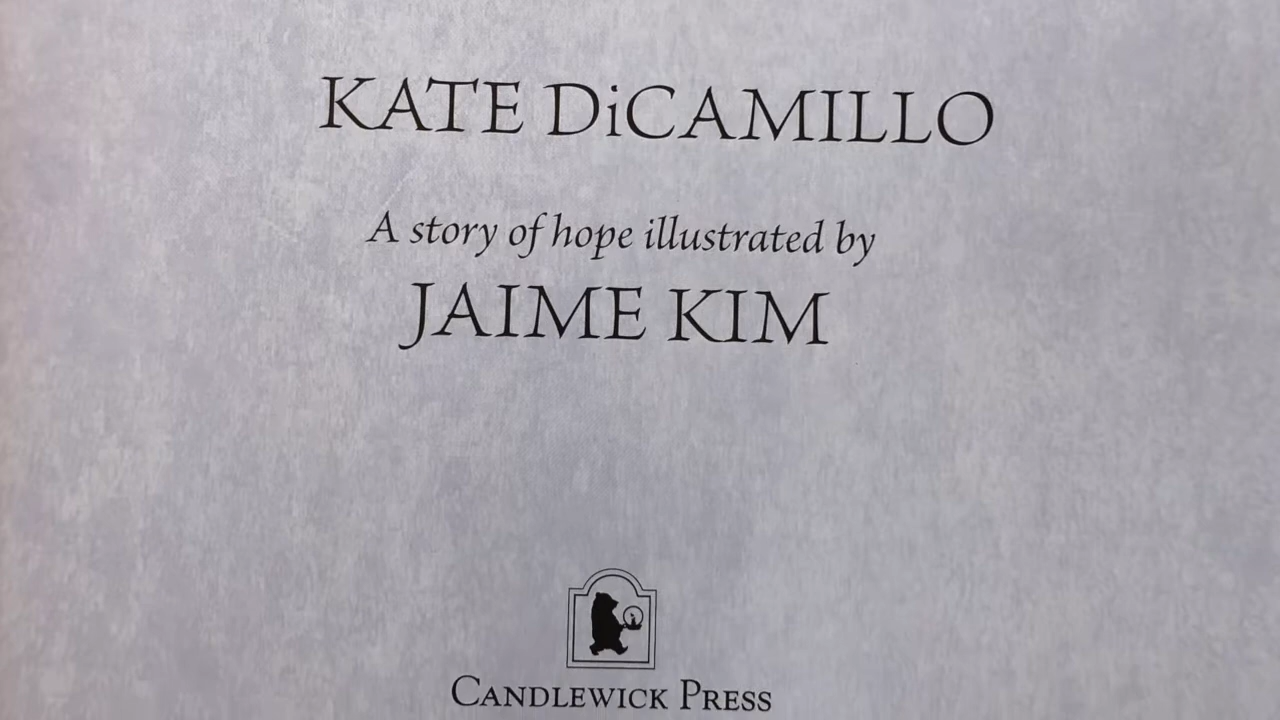 KATE DiCAMILLO
A story of hope illustrated by
JAIME KIM
CANDLEWICK PRESS